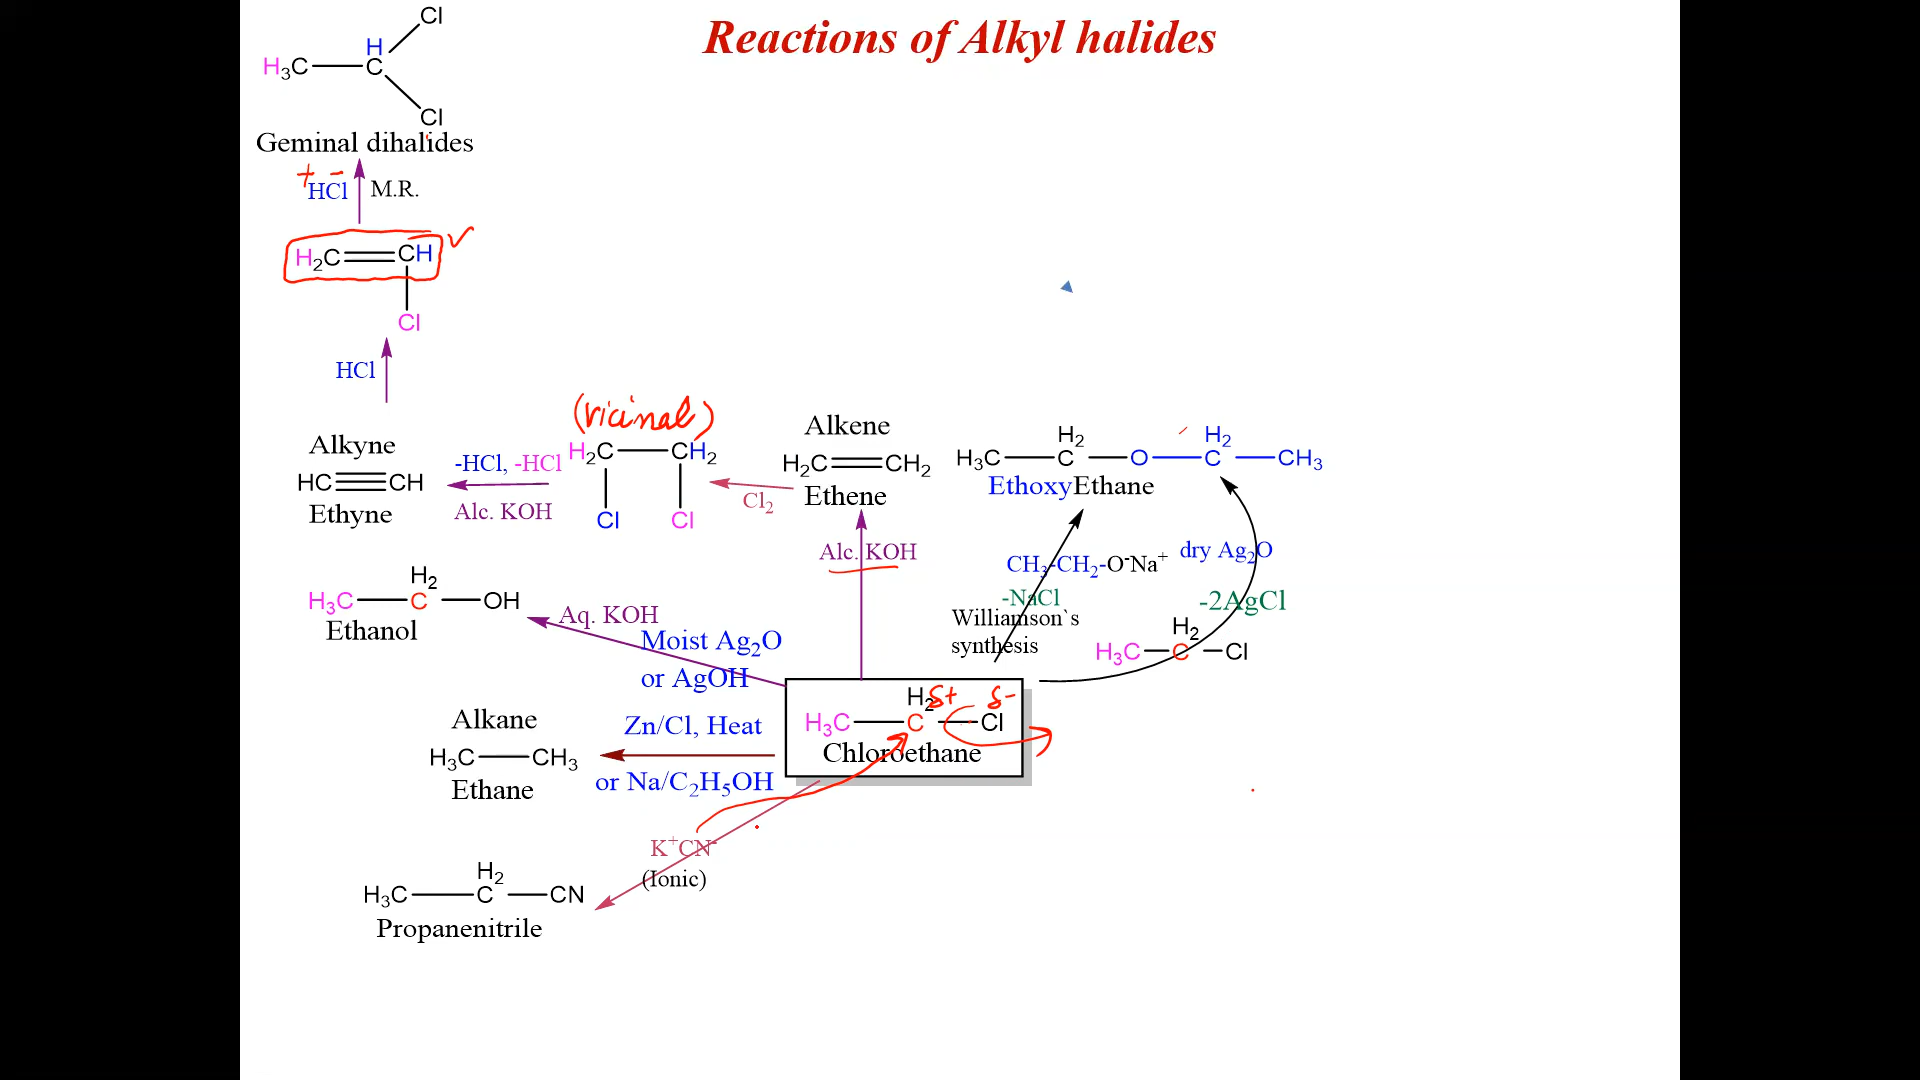 Reactions of Alkyl halides
Cl
H
H₃C C
Cl
Geminal dihalides
+ -
HCl M.R.
H₂C CH
Cl
HCl
Alkyne
HC CH
Ethyne
-HCl, -HCl
Alc. KOH
(vicinal)
H₂C CH₂
Cl Cl
Cl₂
Alkene
H₂C CH₂
Ethene
Alc. KOH
H₂ H₂
H₃C C O C CH₃
EthoxyEthane
CH₃-CH₂-O⁻Na⁺
-NaCl
Williamson`s
synthesis
dry Ag₂O
-2AgCl
H₂
H₃C C Cl
H₂
H₃C C OH
Ethanol
Aq. KOH
Moist Ag₂O
or AgOH
H₂ δ+ δ-
H₃C C Cl
Chloroethane
Alkane
H₃C CH₃
Ethane
Zn/Cl, Heat
or Na/C₂H₅OH
K⁺CN⁻
(Ionic)
H₂
H₃C C CN
Propanenitrile